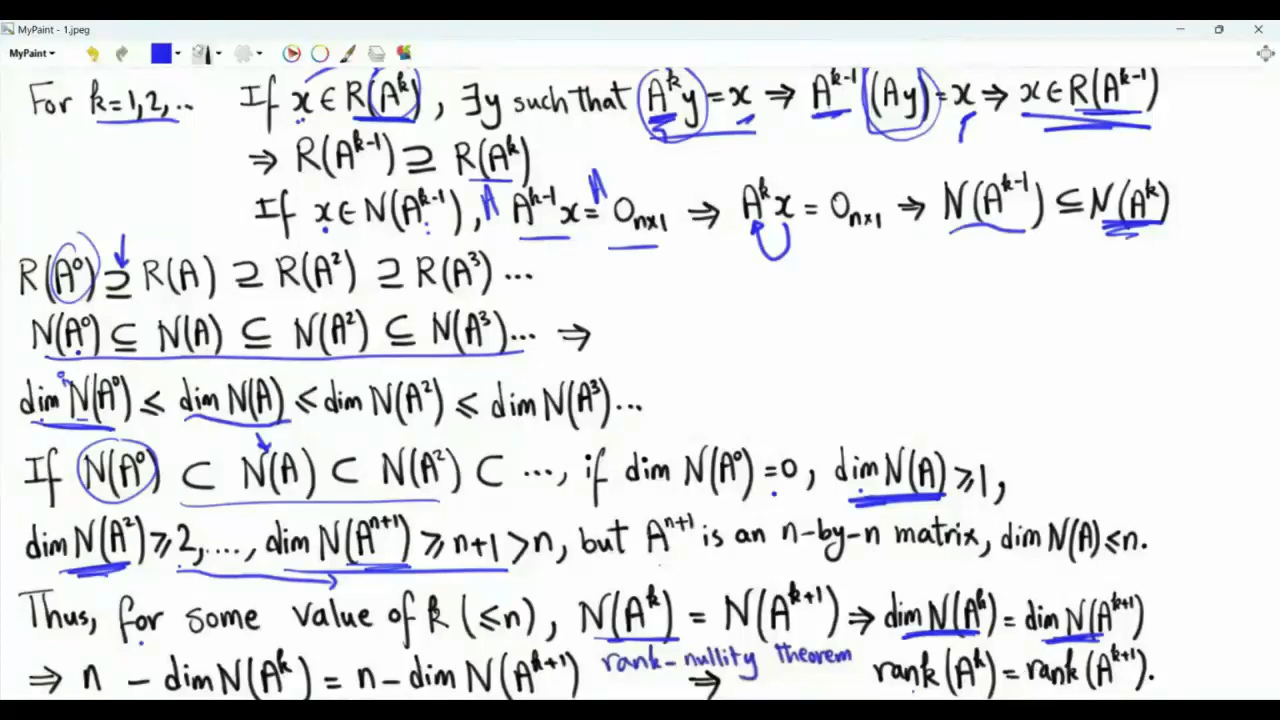 MyPaint - 1.jpeg
MyPaint
For k=1,2,... If x ∈ R(A^k), ∃y such that A^k y = x ⇒ A^{k-1} (Ay) = x ⇒ x ∈ R(A^{k-1})
⇒ R(A^{k-1}) ⊇ R(A^k)
If x ∈ N(A^{k-1}), A A^{k-1} x = A 0_{n×1} ⇒ A^k x = 0_{n×1} ⇒ N(A^{k-1}) ⊆ N(A^k)
R(A^0) ⊇ R(A) ⊇ R(A^2) ⊇ R(A^3) ...
N(A^0) ⊆ N(A) ⊆ N(A^2) ⊆ N(A^3)... ⇒
dim N(A^0) ≤ dim N(A) ≤ dim N(A^2) ≤ dim N(A^3)...
If N(A^0) ⊂ N(A) ⊂ N(A^2) ⊂ ..., if dim N(A^0) = 0, dim N(A) ≥ 1,
dim N(A^2) ≥ 2, ..., dim N(A^{n+1}) ≥ n+1 > n, but A^{n+1} is an n-by-n matrix, dim N(A) ≤ n.
Thus, for some value of k (≤n), N(A^k) = N(A^{k+1}) ⇒ dim N(A^k) = dim N(A^{k+1})
⇒ n - dim N(A^k) = n - dim N(A^{k+1}) rank-nullity theorem ⇒ rank(A^k) = rank(A^{k+1}).